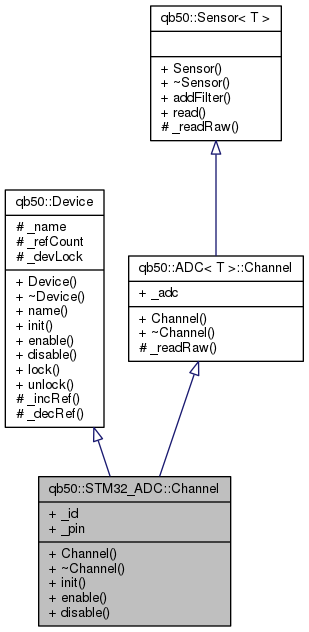 qb50::Sensor< T >
+ Sensor()
+ ~Sensor()
+ addFilter()
+ read()
# _readRaw()
qb50::Device
# _name
# _refCount
# _devLock
+ Device()
+ ~Device()
+ name()
+ init()
+ enable()
+ disable()
+ lock()
+ unlock()
# _incRef()
# _decRef()
qb50::ADC< T >::Channel
+ _adc
+ Channel()
+ ~Channel()
# _readRaw()
qb50::STM32_ADC::Channel
+ _id
+ _pin
+ Channel()
+ ~Channel()
+ init()
+ enable()
+ disable()